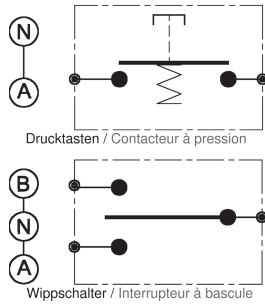 N
A
Drucktasten / Contacteur à pression
B
N
A
Wippschalter / Interrupteur à bascule